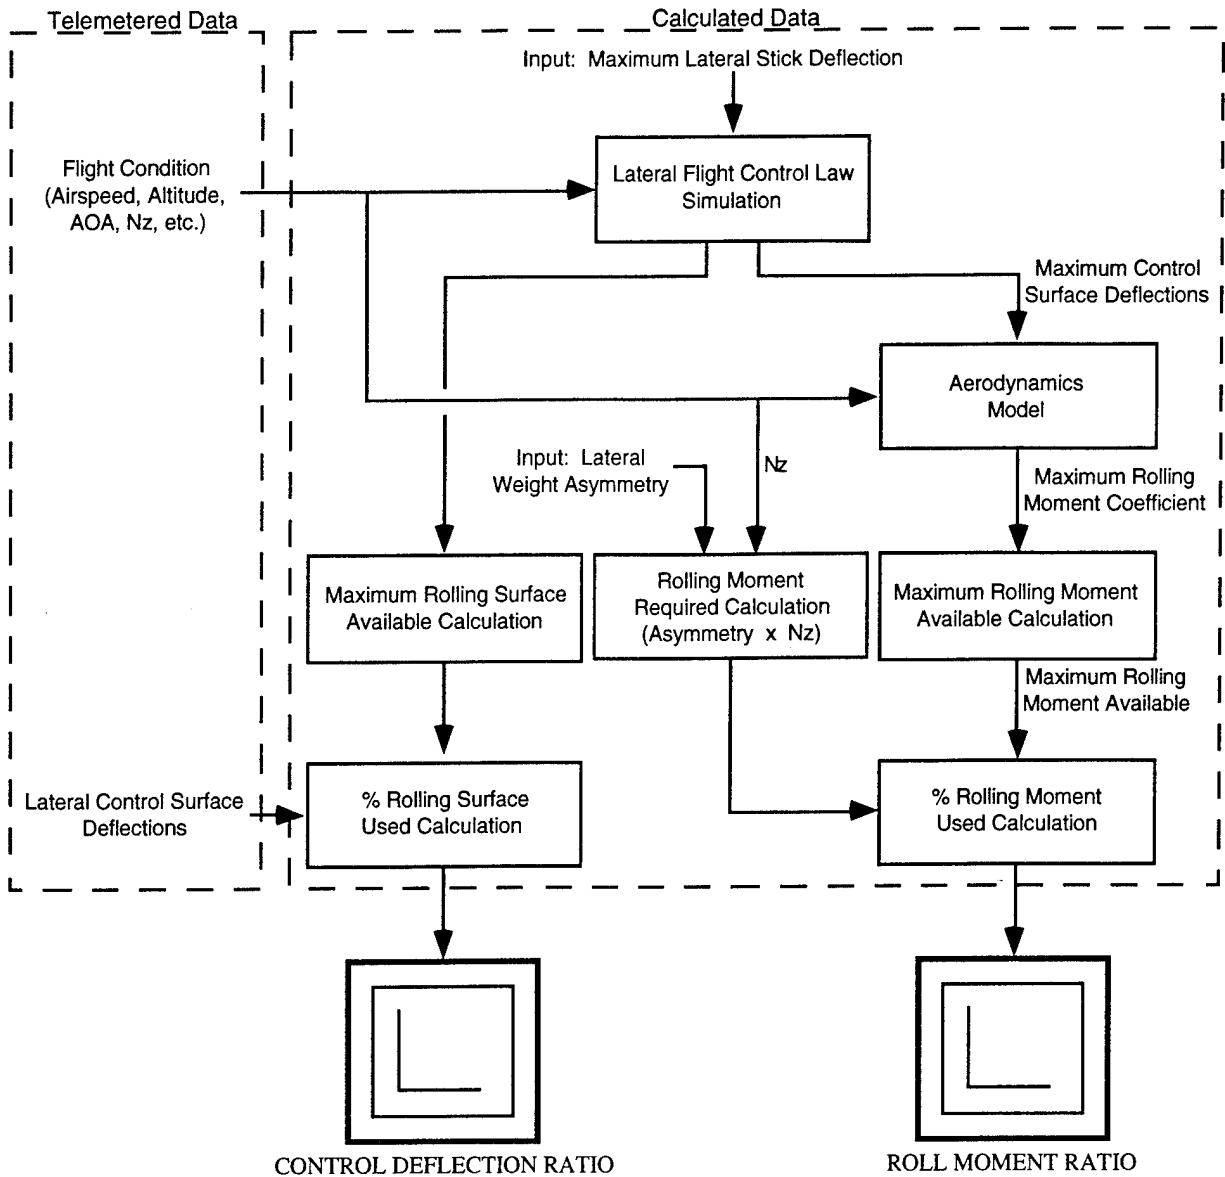 Telemetered Data
Calculated Data
Input: Maximum Lateral Stick Deflection
Flight Condition
(Airspeed, Altitude,
AOA, Nz, etc.)
Lateral Flight Control Law
Simulation
Maximum Control
Surface Deflections
Aerodynamics
Model
Input: Lateral
Weight Asymmetry
Nz
Maximum Rolling
Moment Coefficient
Maximum Rolling Surface
Available Calculation
Rolling Moment
Required Calculation
(Asymmetry x Nz)
Maximum Rolling Moment
Available Calculation
Maximum Rolling
Moment Available
Lateral Control Surface
Deflections
% Rolling Surface
Used Calculation
% Rolling Moment
Used Calculation
CONTROL DEFLECTION RATIO
ROLL MOMENT RATIO